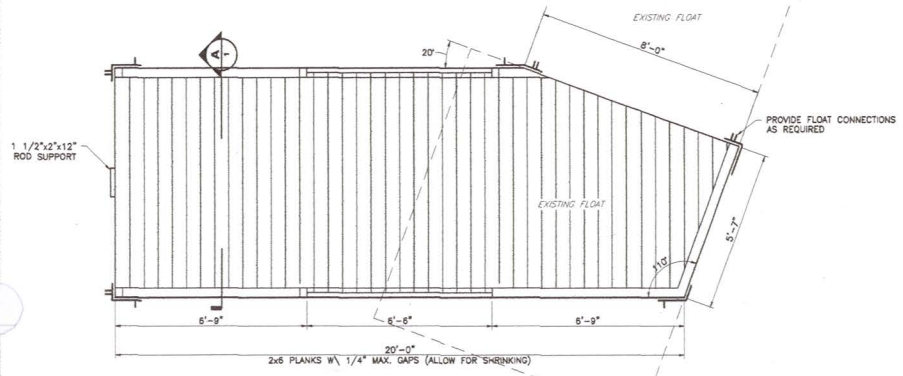 EXISTING FLOAT
8'-0"
20°
A
1
PROVIDE FLOAT CONNECTIONS
AS REQUIRED
1 1/2"x2"x12"
ROD SUPPORT
EXISTING FLOAT
5'-7"
110°
6'-9"
6'-6"
6'-9"
20'-0"
2x6 PLANKS W\ 1/4" MAX. GAPS (ALLOW FOR SHRINKING)